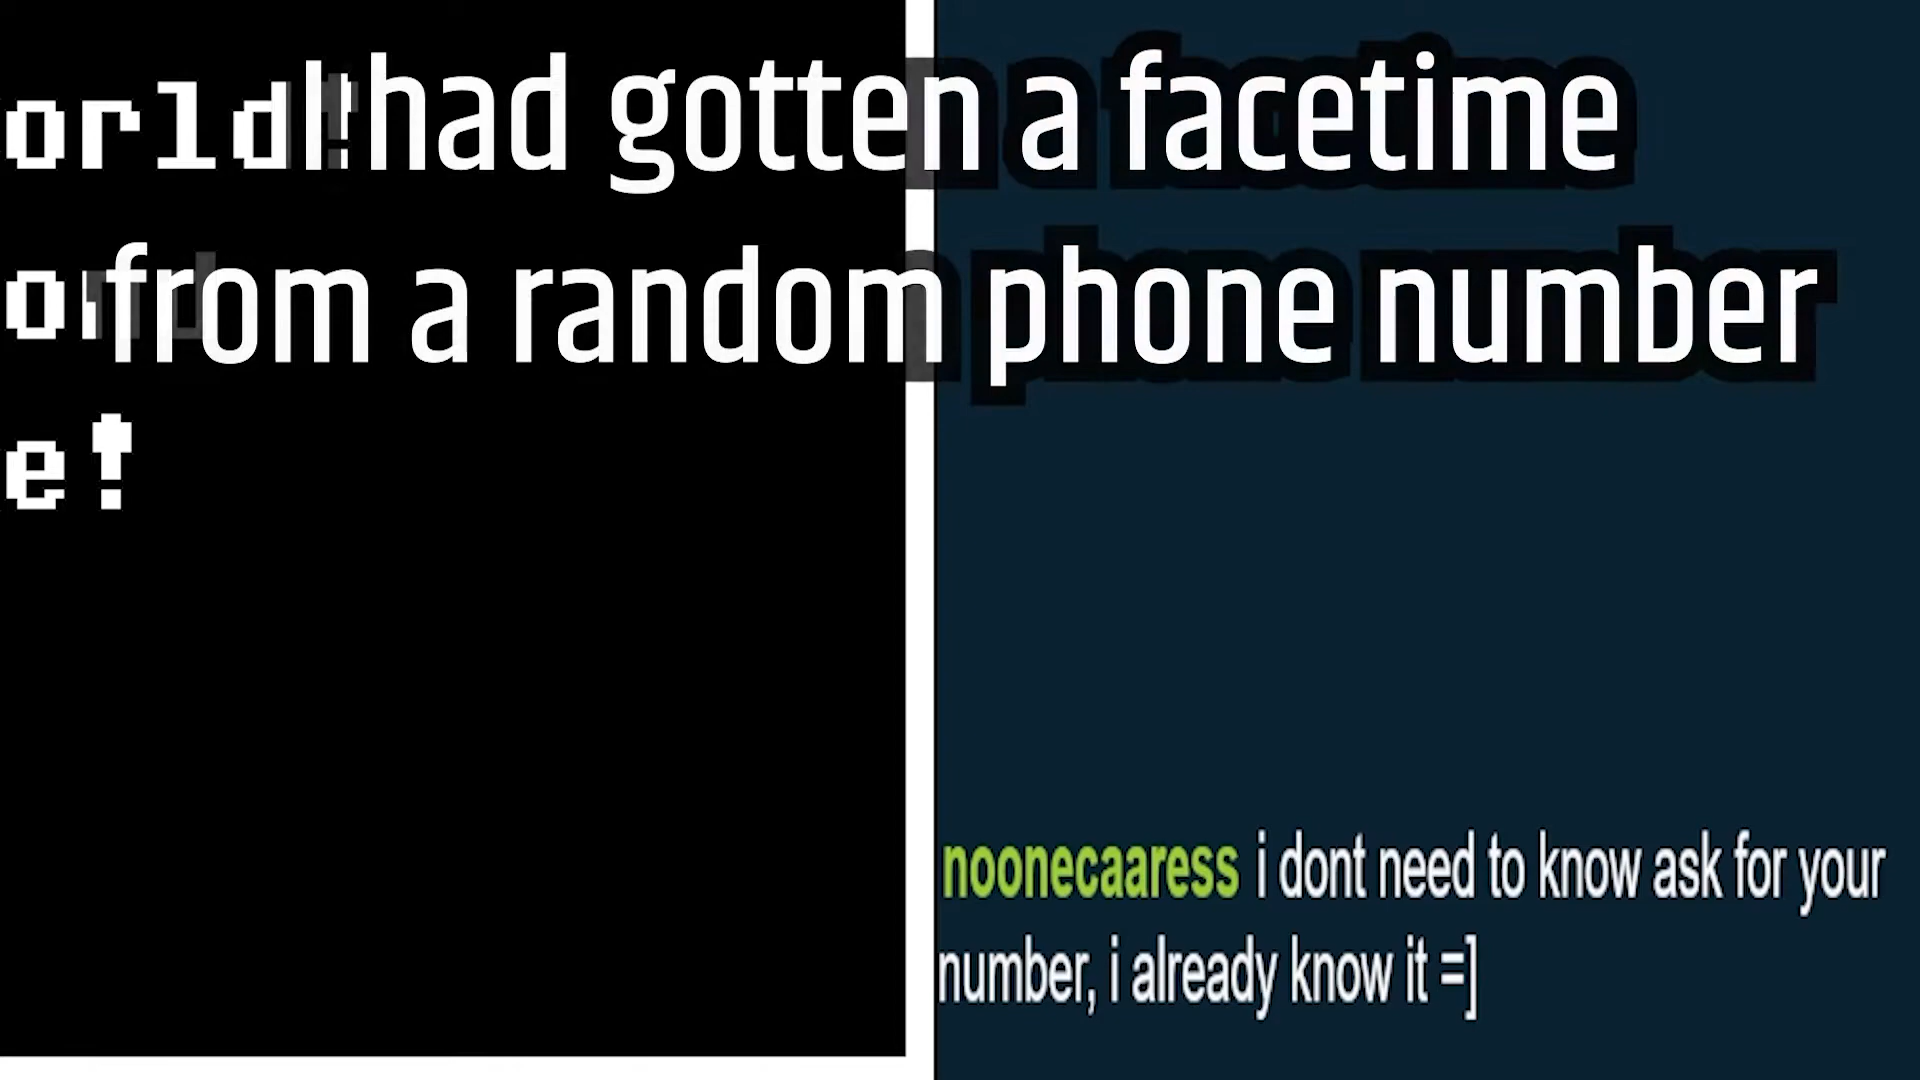 I had gotten a facetime
from a random phone number
orld!
e!
noonecaaress i dont need to know ask for your
number, i already know it =]